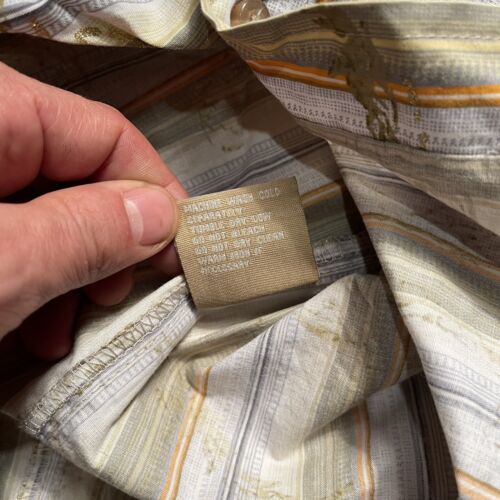 MACHINE WASH COLD
SEPARATELY
TUMBLE DRY LOW
DO NOT BLEACH
DO NOT DRY CLEAN
WARM IRON IF
NECESSARY